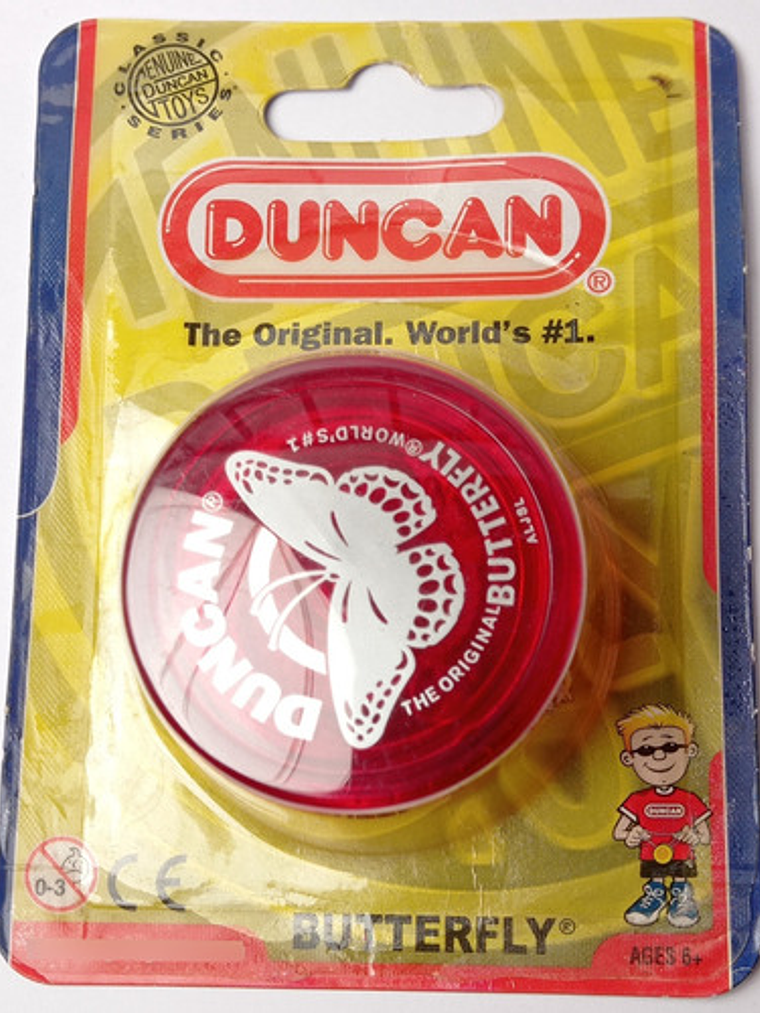 CLASSIC
GENUINE
DUNCAN
TOYS
SERIES
DUNCAN®
The Original. World's #1.
DUNCAN®
THE ORIGINAL BUTTERFLY® WORLD'S #1
ALJSL
DUNCAN
0-3
CE
BUTTERFLY®
AGES 6+